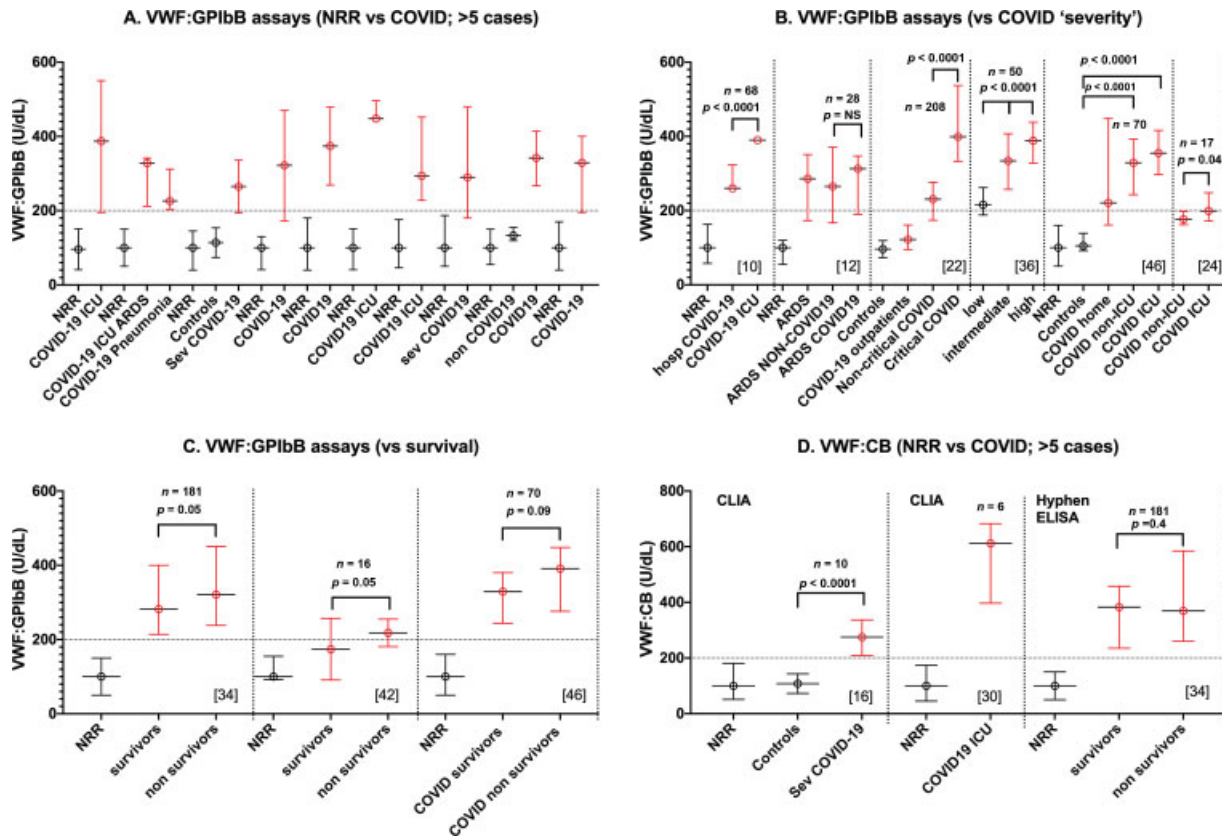 A. VWF:GPIbB assays (NRR vs COVID; >5 cases)
VWF:GPIbB (U/dL)
600
400
200
0
NRR
COVID-19 ICU
NRR
COVID-19 ICU ARDS
COVID-19 Pneumonia
NRR
Controls
Sev COVID-19
NRR
COVID-19
NRR
COVID19
NRR
COVID19 ICU
NRR
COVID19 ICU
NRR
sev COVID19
NRR
non COVID19
COVID19
NRR
COVID-19
B. VWF:GPIbB assays (vs COVID ‘severity’)
VWF:GPIbB (U/dL)
600
400
200
0
n = 68
p < 0.0001
n = 28
p = NS
p < 0.0001
n = 208
n = 50
p < 0.0001
p < 0.0001
p <0.0001
n = 70
n = 17
p = 0.04
[10]
[12]
[22]
[36]
[46]
[24]
NRR
hosp COVID-19
COVID-19 ICU
NRR
ARDS
ARDS NON-COVID19
ARDS COVID19
Controls
COVID-19 outpatients
Non-critical COVID
Critical COVID
low
intermediate
high
NRR
Controls
COVID home
COVID non-ICU
COVID ICU
COVID non-ICU
COVID ICU
C. VWF:GPIbB assays (vs survival)
VWF:GPIbB (U/dL)
600
400
200
0
n = 181
p = 0.05
n = 16
p = 0.05
n = 70
p = 0.09
[34]
[42]
[46]
NRR
survivors
non survivors
NRR
survivors
non survivors
NRR
COVID survivors
COVID non survivors
D. VWF:CB (NRR vs COVID; >5 cases)
VWF:CB (U/dL)
800
600
400
200
0
CLIA
n = 10
p < 0.0001
CLIA
n = 6
Hyphen
ELISA
n = 181
p =0.4
[16]
[30]
[34]
NRR
Controls
Sev COVID-19
NRR
COVID19 ICU
NRR
survivors
non survivors